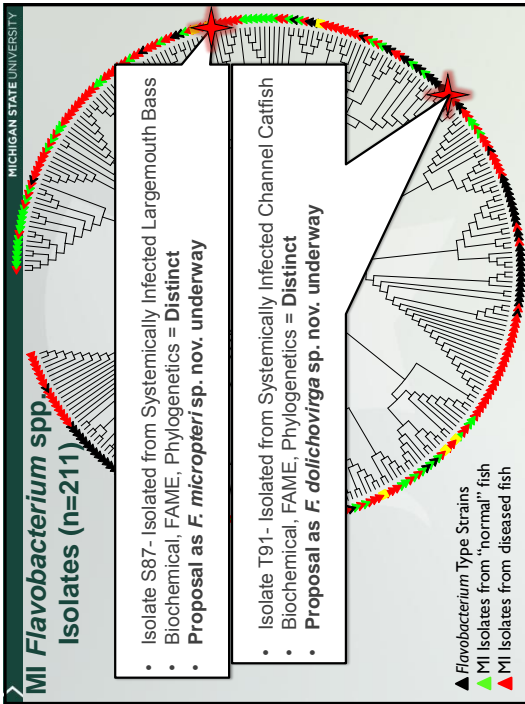 MICHIGAN STATE UNIVERSITY
MI Flavobacterium spp.
Isolates (n=211)
• Isolate S87- Isolated from Systemically Infected Largemouth Bass
• Biochemical, FAME, Phylogenetics = Distinct
• Proposal as F. micropteri sp. nov. underway
• Isolate T91- Isolated from Systemically Infected Channel Catfish
• Biochemical, FAME, Phylogenetics = Distinct
• Proposal as F. dolichovirga sp. nov. underway
Flavobacterium Type Strains
MI Isolates from “normal” fish
MI Isolates from diseased fish